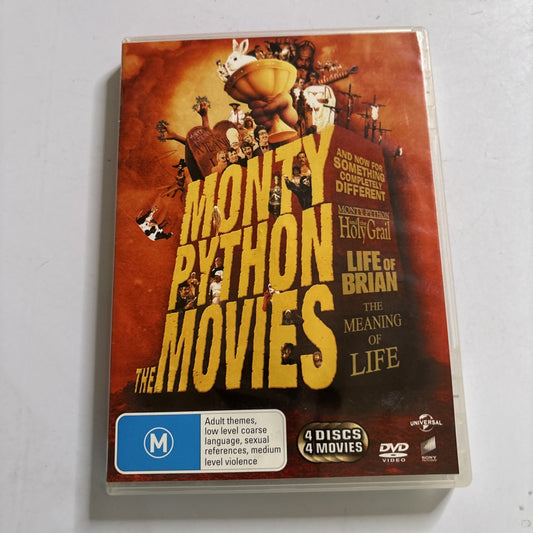 MONTY
PYTHON
THE MOVIES
AND NOW FOR
SOMETHING
COMPLETELY
DIFFERENT
MONTY PYTHON
and the
Holy Grail
LIFE OF
BRIAN
THE
MEANING
OF
LIFE
M
Adult themes,
low level coarse
language, sexual
references, medium
level violence
4 DISCS
4 MOVIES
DVD
VIDEO
UNIVERSAL
SONY